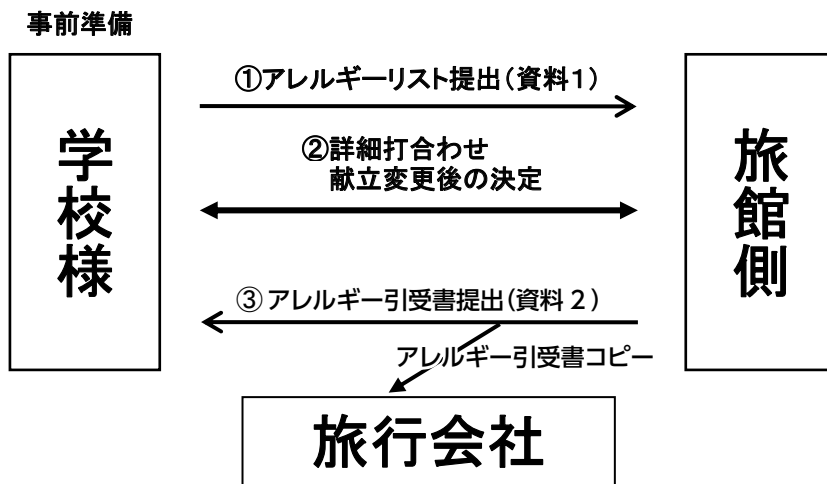 事前準備
学校様
①アレルギーリスト提出（資料１）
②詳細打合わせ
献立変更後の決定
③アレルギー引受書提出（資料２）
アレルギー引受書コピー
旅館側
旅行会社